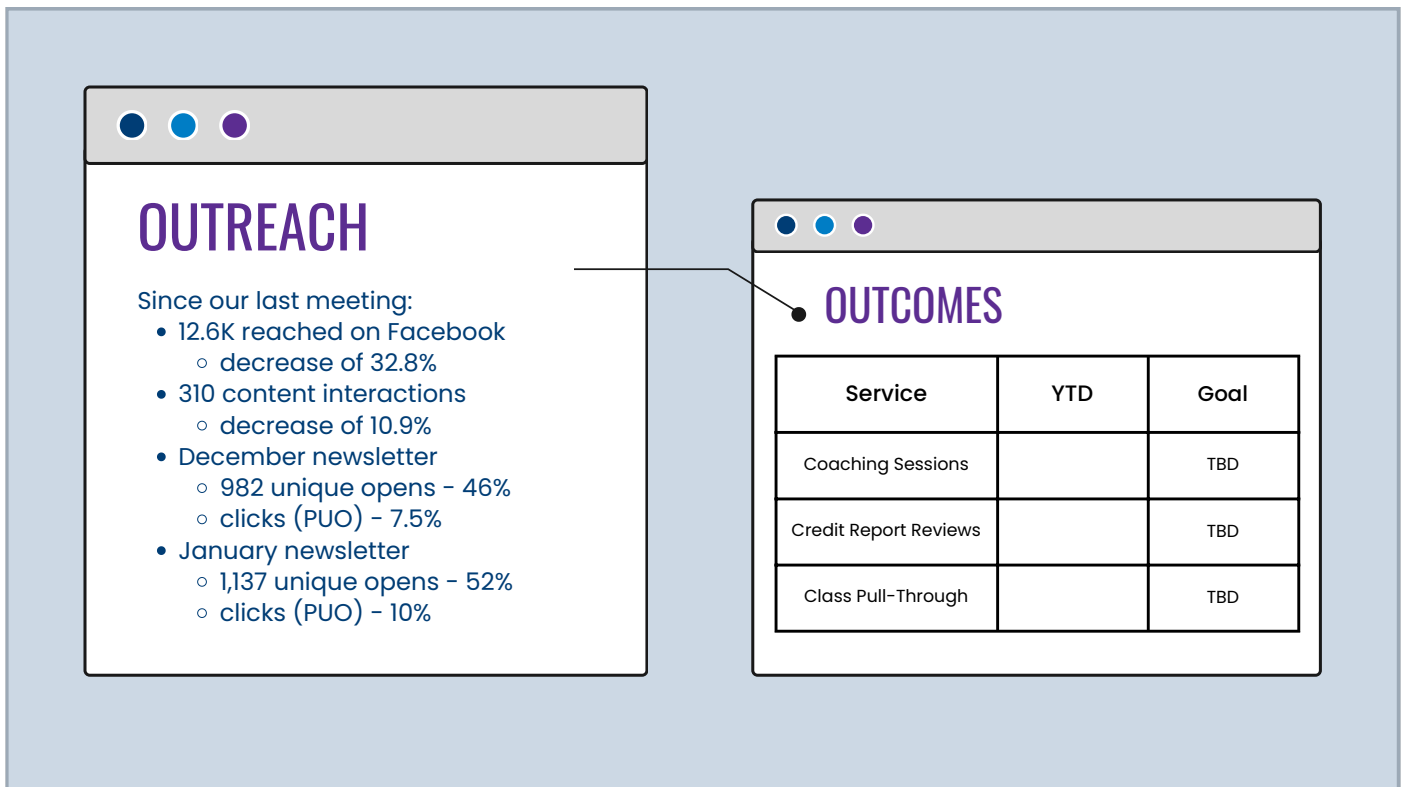 OUTREACH
Since our last meeting:
12.6K reached on Facebook
decrease of 32.8%
310 content interactions
decrease of 10.9%
December newsletter
982 unique opens - 46%
clicks (PUO) - 7.5%
January newsletter
1,137 unique opens - 52%
clicks (PUO) - 10%
OUTCOMES
Service YTD Goal
Coaching Sessions TBD
Credit Report Reviews TBD
Class Pull-Through TBD